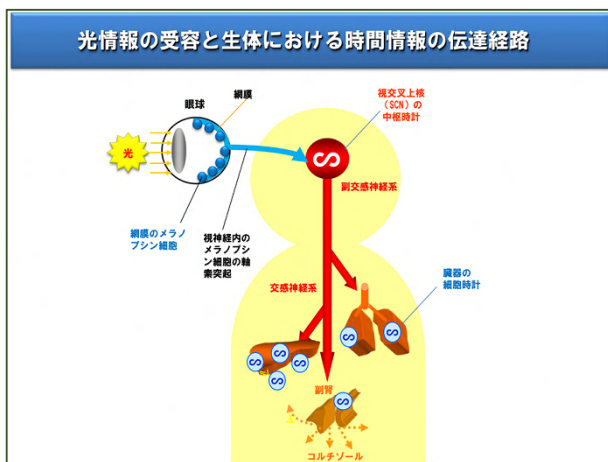 光情報の受容と生体における時間情報の伝達経路
網膜
眼球
光
網膜のメラノ
プシン細胞
視神経内の
メラノプシ
ン細胞の軸
索突起
視交叉上核
（SCN）の
中枢時計
副交感神経系
交感神経系
臓器の
細胞時計
副腎
コルチゾール